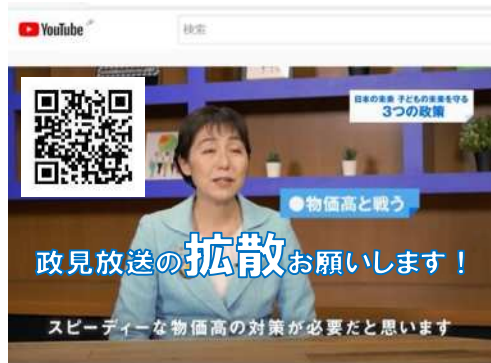 YouTube JP
検索
日本の未来 子どもの未来を守る
3つの政策
●物価高と戦う
政見放送の拡散お願いします！
スピーディーな物価高の対策が必要だと思います